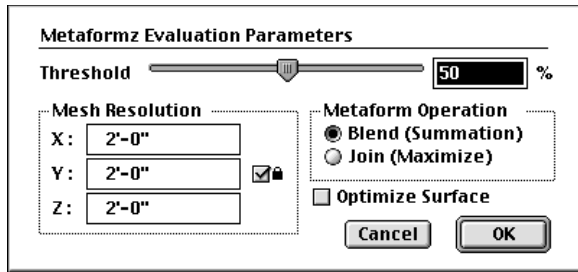 Metaformz Evaluation Parameters
Threshold 50 %
Mesh Resolution
X: 2'-0"
Y: 2'-0"
Z: 2'-0"
Metaform Operation
Blend (Summation)
Join (Maximize)
Optimize Surface
Cancel OK